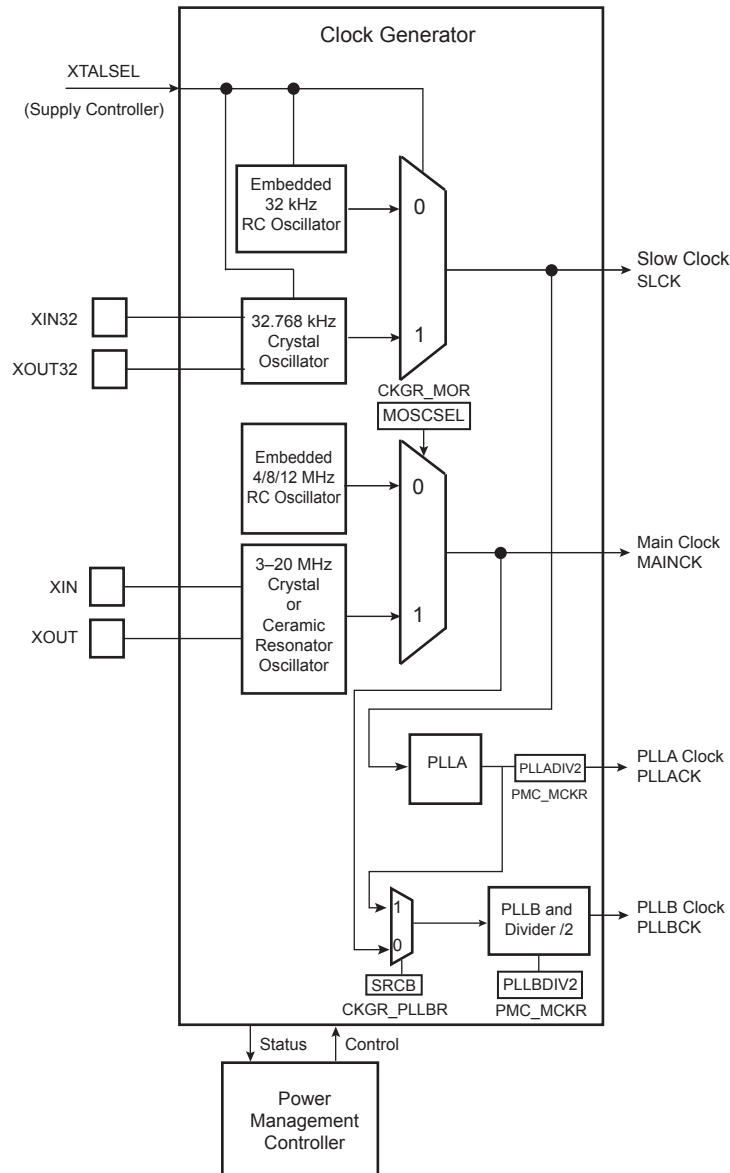 Clock Generator
XTALSEL
(Supply Controller)
Embedded
32 kHz
RC Oscillator
0
Slow Clock
SLCK
XIN32
XOUT32
32.768 kHz
Crystal
Oscillator
1
CKGR_MOR
MOSCSEL
Embedded
4/8/12 MHz
RC Oscillator
0
Main Clock
MAINCK
XIN
XOUT
3–20 MHz
Crystal
or
Ceramic
Resonator
Oscillator
1
PLLA
PLLADIV2
PMC_MCKR
PLLA Clock
PLLACK
1
0
SRCB
CKGR_PLLBR
PLLB and
Divider /2
PLLBDIV2
PMC_MCKR
PLLB Clock
PLLBCK
Status
Control
Power
Management
Controller